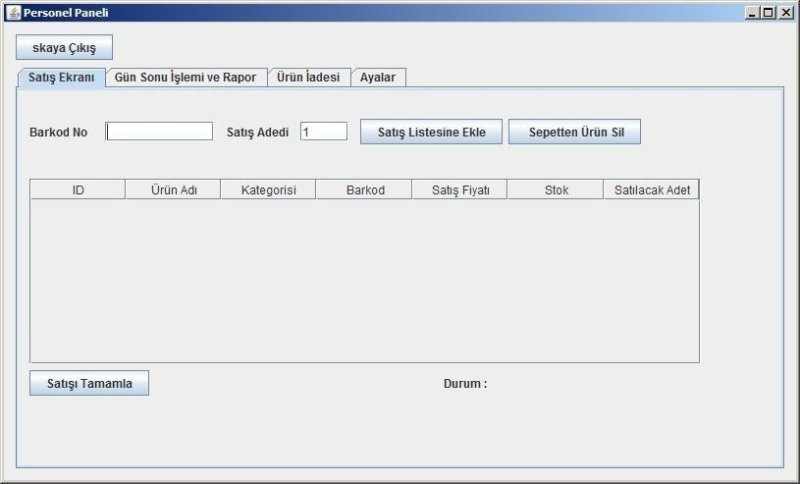 Personel Paneli
skaya Çıkış
Satış Ekranı Gün Sonu İşlemi ve Rapor Ürün İadesi Ayalar
Barkod No Satış Adedi 1 Satış Listesine Ekle Sepetten Ürün Sil
ID Ürün Adı Kategorisi Barkod Satış Fiyatı Stok Satılacak Adet
Satışı Tamamla Durum :